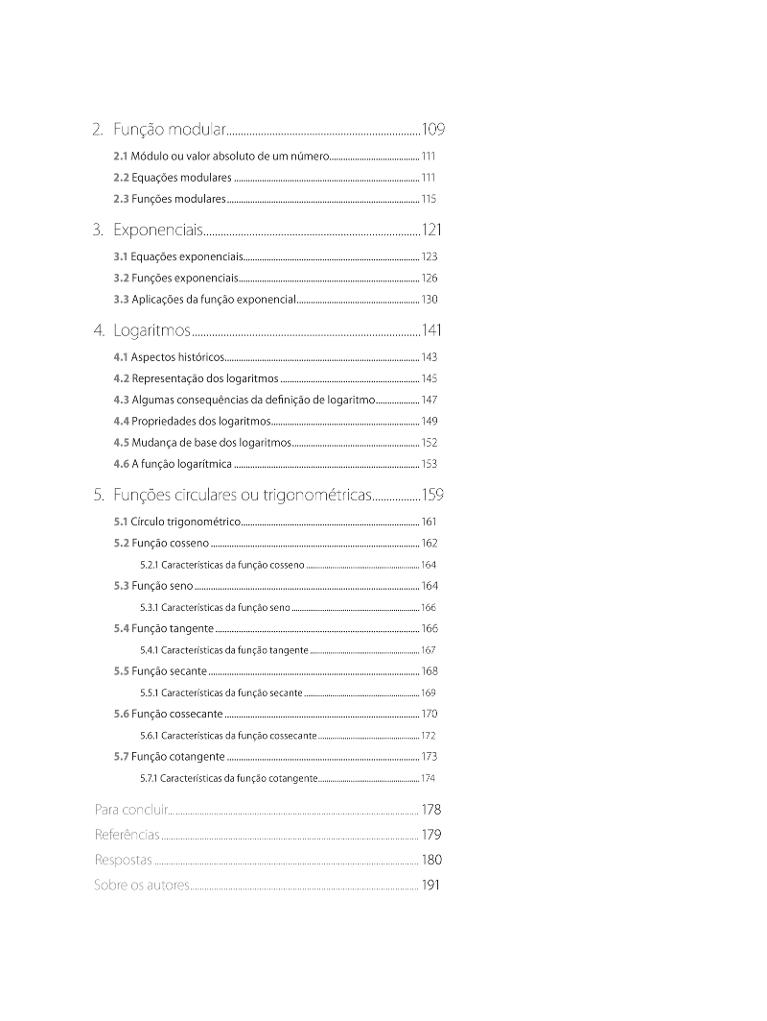 2. Função modular.....109
2.1 Módulo ou valor absoluto de um número.....111
2.2 Equações modulares.....111
2.3 Funções modulares.....115
3. Exponenciais.....121
3.1 Equações exponenciais.....123
3.2 Funções exponenciais.....126
3.3 Aplicações da função exponencial.....130
4. Logaritmos.....141
4.1 Aspectos históricos.....143
4.2 Representação dos logaritmos.....145
4.3 Algumas consequências da definição de logaritmo.....147
4.4 Propriedades dos logaritmos.....149
4.5 Mudança de base dos logaritmos.....152
4.6 A função logarítmica.....153
5. Funções circulares ou trigonométricas.....159
5.1 Círculo trigonométrico.....161
5.2 Função cosseno.....162
5.2.1 Características da função cosseno.....164
5.3 Função seno.....164
5.3.1 Características da função seno.....166
5.4 Função tangente.....166
5.4.1 Características da função tangente.....167
5.5 Função secante.....168
5.5.1 Características da função secante.....169
5.6 Função cossecante.....170
5.6.1 Características da função cossecante.....172
5.7 Função cotangente.....173
5.7.1 Características da função cotangente.....174
Para concluir.....178
Referências.....179
Respostas.....180
Sobre os autores.....191